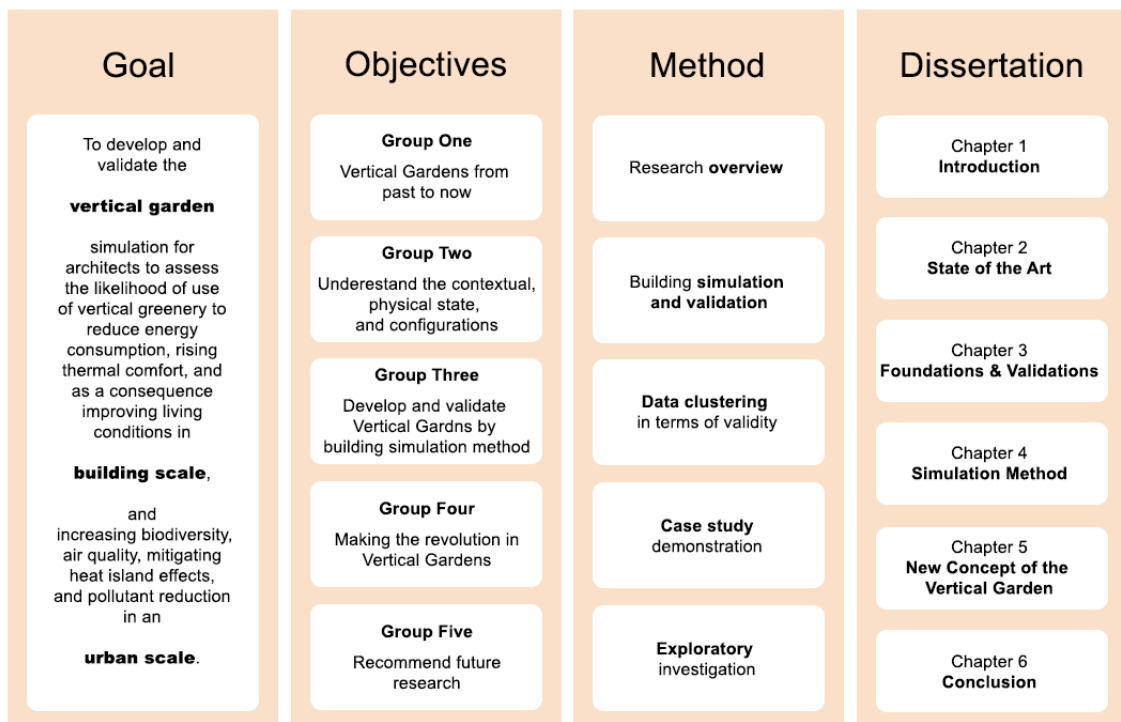 Goal
To develop and
validate the
vertical garden
simulation for
architects to assess
the likelihood of use
of vertical greenery to
reduce energy
consumption, rising
thermal comfort, and
as a consequence
improving living
conditions in
building scale,
and
increasing biodiversity,
air quality, mitigating
heat island effects,
and pollutant reduction
in an
urban scale.
Objectives
Group One
Vertical Gardens from
past to now
Group Two
Underestand the contextual,
physical state,
and configurations
Group Three
Develop and validate
Vertical Gardns by
building simulation method
Group Four
Making the revolution in
Vertical Gardens
Group Five
Recommend future
research
Method
Research overview
Building simulation
and validation
Data clustering
in terms of validity
Case study
demonstration
Exploratory
investigation
Dissertation
Chapter 1
Introduction
Chapter 2
State of the Art
Chapter 3
Foundations & Validations
Chapter 4
Simulation Method
Chapter 5
New Concept of the
Vertical Garden
Chapter 6
Conclusion